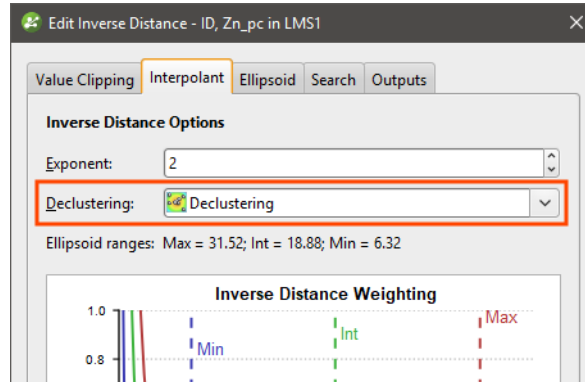 Edit Inverse Distance - ID, Zn_pc in LMS1
Value Clipping Interpolant Ellipsoid Search Outputs
Inverse Distance Options
Exponent: 2
Declustering: Declustering
Ellipsoid ranges: Max = 31.52; Int = 18.88; Min = 6.32
Inverse Distance Weighting
1.0
Max
Int
Min
0.8